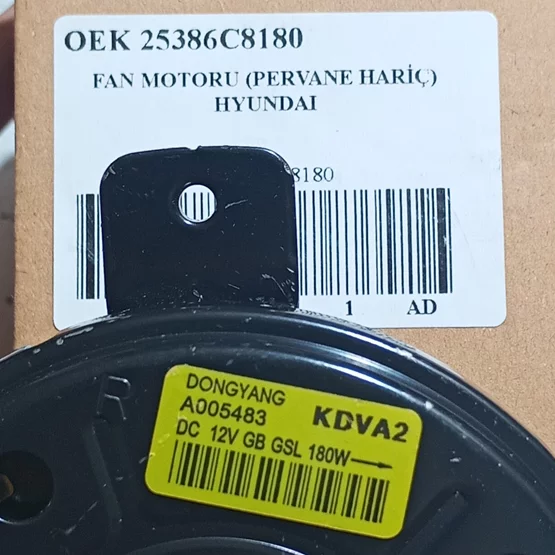 OEK 25386C8180
FAN MOTORU (PERVANE HARİÇ)
HYUNDAI
8180
1 AD
R
DONGYANG
A005483 KDVA2
DC 12V GB GSL 180W